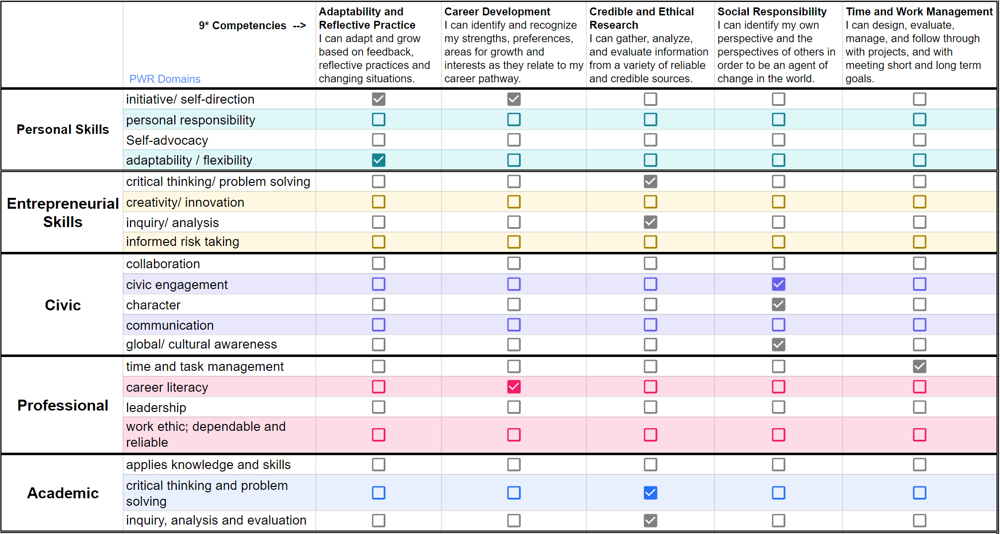 9* Competencies -->
PWR Domains
Adaptability and
Reflective Practice
I can adapt and grow
based on feedback,
reflective practices and
changing situations.
Career Development
I can identify and recognize
my strengths, preferences,
areas for growth and
interests as they relate to my
career pathway.
Credible and Ethical
Research
I can gather, analyze,
and evaluate information
from a variety of reliable
and credible sources.
Social Responsibility
I can identify my own
perspective and the
perspectives of others in
order to be an agent of
change in the world.
Time and Work Management
I can design, evaluate,
manage, and follow through
with projects, and with
meeting short and long term
goals.
Personal Skills
initiative/ self-direction
personal responsibility
Self-advocacy
adaptability / flexibility
Entrepreneurial
Skills
critical thinking/ problem solving
creativity/ innovation
inquiry/ analysis
informed risk taking
Civic
collaboration
civic engagement
character
communication
global/ cultural awareness
Professional
time and task management
career literacy
leadership
work ethic; dependable and
reliable
Academic
applies knowledge and skills
critical thinking and problem
solving
inquiry, analysis and evaluation